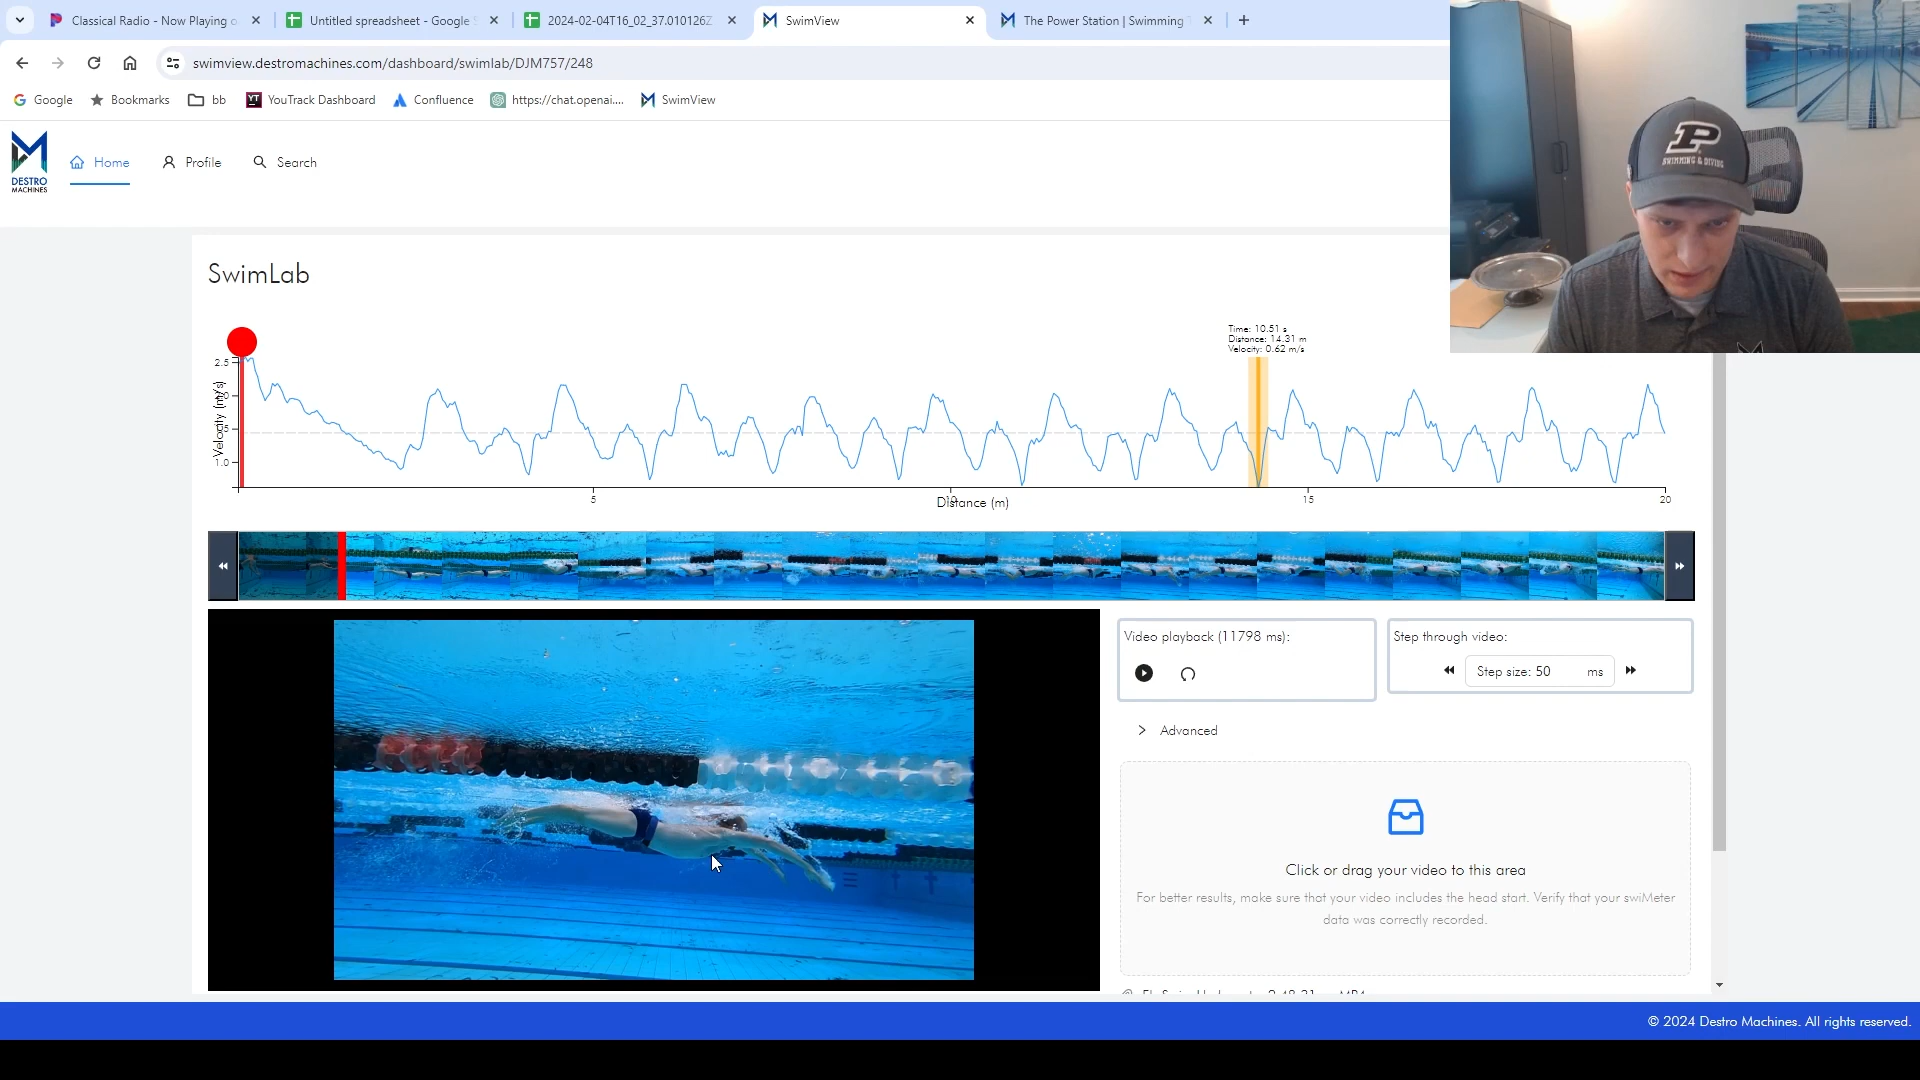 Classical Radio - Now Playing o
Untitled spreadsheet - Google S
2024-02-04T16_02_37.010126Z
SwimView
The Power Station | Swimming T
swimview.destromachines.com/dashboard/swimlab/DJM757/248
Google
Bookmarks
bb
YouTrack Dashboard
Confluence
https://chat.openai....
SwimView
DESTRO
MACHINES
Home
Profile
Search
P
SWIMMING & DIVING
SwimLab
Time: 10.51 s
Distance: 14.31 m
Velocity: 0.62 m/s
2.5
1.0
Velocity (m/s)
5
15
20
Distance (m)
Video playback (11798 ms):
Step through video:
Step size: 50 ms
Advanced
Click or drag your video to this area
For better results, make sure that your video includes the head start. Verify that your swiMeter
data was correctly recorded.
© 2024 Destro Machines. All rights reserved.